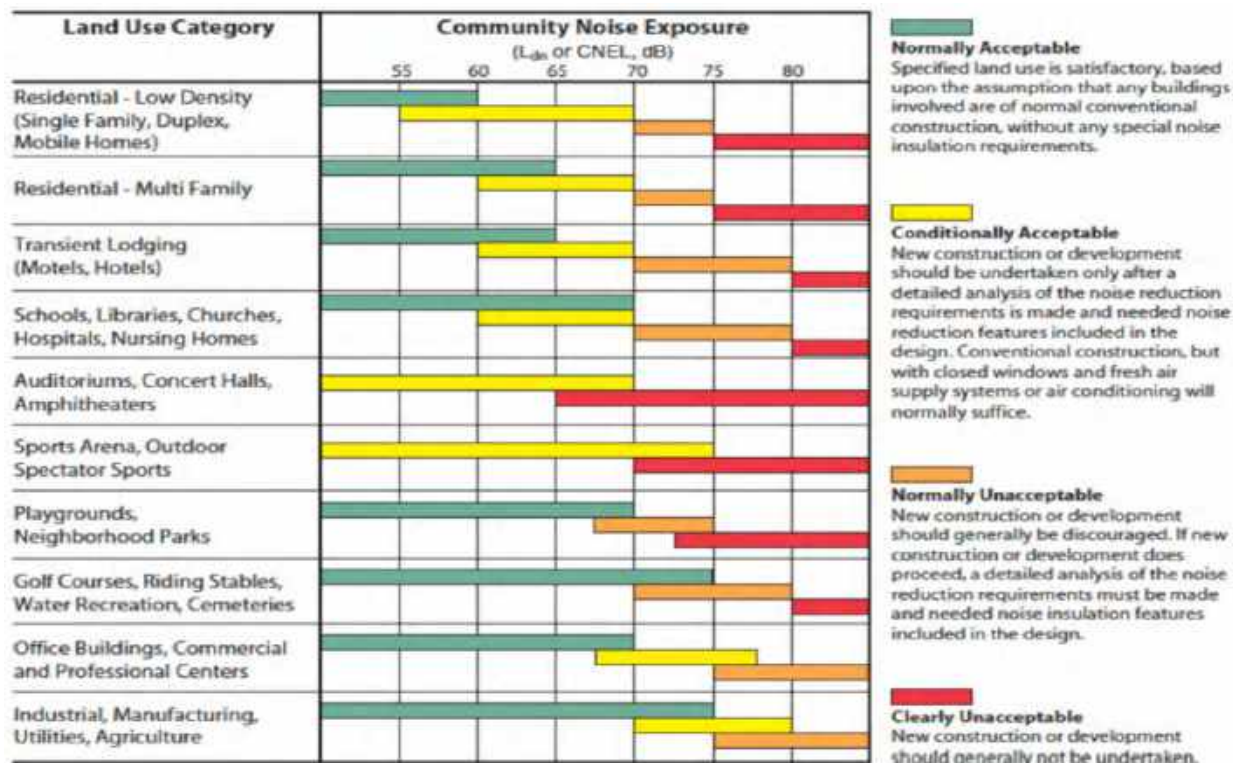 Land Use Category
Community Noise Exposure
(Ldn or CNEL, dB)
55 60 65 70 75 80
Residential - Low Density
(Single Family, Duplex,
Mobile Homes)
Residential - Multi Family
Transient Lodging
(Motels, Hotels)
Schools, Libraries, Churches,
Hospitals, Nursing Homes
Auditoriums, Concert Halls,
Amphitheaters
Sports Arena, Outdoor
Spectator Sports
Playgrounds,
Neighborhood Parks
Golf Courses, Riding Stables,
Water Recreation, Cemeteries
Office Buildings, Commercial
and Professional Centers
Industrial, Manufacturing,
Utilities, Agriculture
Normally Acceptable
Specified land use is satisfactory, based
upon the assumption that any buildings
involved are of normal conventional
construction, without any special noise
insulation requirements.
Conditionally Acceptable
New construction or development
should be undertaken only after a
detailed analysis of the noise reduction
requirements is made and needed noise
reduction features included in the
design. Conventional construction, but
with closed windows and fresh air
supply systems or air conditioning will
normally suffice.
Normally Unacceptable
New construction or development
should generally be discouraged. If new
construction or development does
proceed, a detailed analysis of the noise
reduction requirements must be made
and needed noise insulation features
included in the design.
Clearly Unacceptable
New construction or development
should generally not be undertaken.